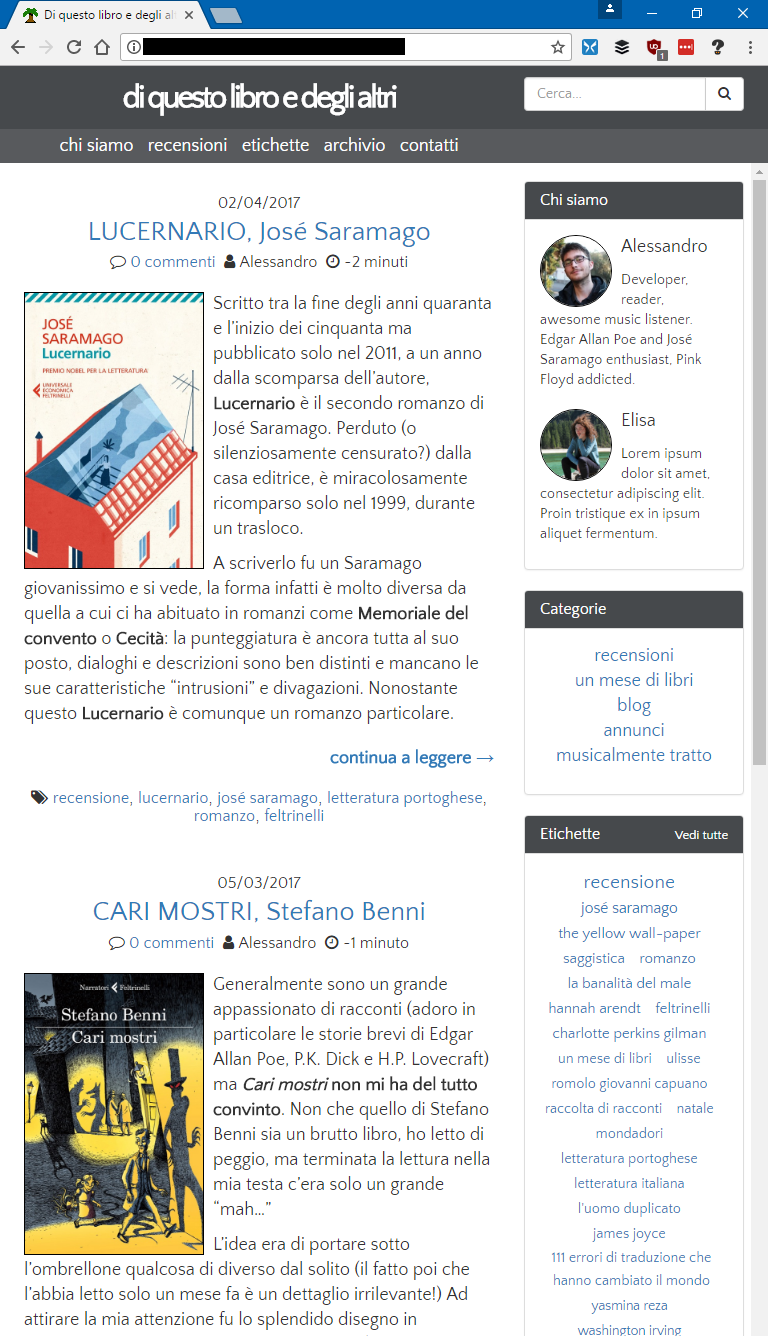 Di questo libro e degli al
1
di questo libro e degli altri
Cerca...
chi siamo recensioni etichette archivio contatti
02/04/2017
LUCERNARIO, José Saramago
0 commenti Alessandro ~2 minuti
JOSÉ
SARAMAGO
Lucernario
PREMIO NOBEL PER LA LETTERATURA
UNIVERSALE
ECONOMICA
FELTRINELLI
Scritto tra la fine degli anni quaranta
e l’inizio dei cinquanta ma
pubblicato solo nel 2011, a un anno
dalla scomparsa dell’autore,
Lucernario è il secondo romanzo di
José Saramago. Perduto (o
silenziosamente censurato?) dalla
casa editrice, è miracolosamente
ricomparso solo nel 1999, durante
un trasloco.
A scriverlo fu un Saramago
giovanissimo e si vede, la forma infatti è molto diversa da
quella a cui ci ha abituato in romanzi come Memoriale del
convento o Cecità: la punteggiatura è ancora tutta al suo
posto, dialoghi e descrizioni sono ben distinti e mancano le
sue caratteristiche “intrusioni” e divagazioni. Nonostante
questo Lucernario è comunque un romanzo particolare.
continua a leggere →
recensione, lucernario, josé saramago, letteratura portoghese,
romanzo, feltrinelli
05/03/2017
CARI MOSTRI, Stefano Benni
0 commenti Alessandro ~1 minuto
Narratori Feltrinelli
Stefano Benni
Cari mostri
Generalmente sono un grande
appassionato di racconti (adoro in
particolare le storie brevi di Edgar
Allan Poe, P.K. Dick e H.P. Lovecraft)
ma Cari mostri non mi ha del tutto
convinto. Non che quello di Stefano
Benni sia un brutto libro, ho letto di
peggio, ma terminata la lettura nella
mia testa c’era solo un grande
“mah…”
L’idea era di portare sotto
l’ombrellone qualcosa di diverso dal solito (il fatto poi che
l’abbia letto solo un mese fa è un dettaglio irrilevante!) Ad
attirare la mia attenzione fu lo splendido disegno in
Chi siamo
Alessandro
Developer,
reader,
awesome music listener.
Edgar Allan Poe and José
Saramago enthusiast, Pink
Floyd addicted.
Elisa
Lorem ipsum
dolor sit amet,
consectetur adipiscing elit.
Proin tristique ex in ipsum
aliquet fermentum.
Categorie
recensioni
un mese di libri
blog
annunci
musicalmente tratto
Etichette Vedi tutte
recensione
josé saramago
the yellow wall-paper
saggistica romanzo
la banalità del male
hannah arendt feltrinelli
charlotte perkins gilman
un mese di libri ulisse
romolo giovanni capuano
raccolta di racconti natale
mondadori
letteratura portoghese
letteratura italiana
l'uomo duplicato
james joyce
111 errori di traduzione che
hanno cambiato il mondo
yasmina reza
washington irving